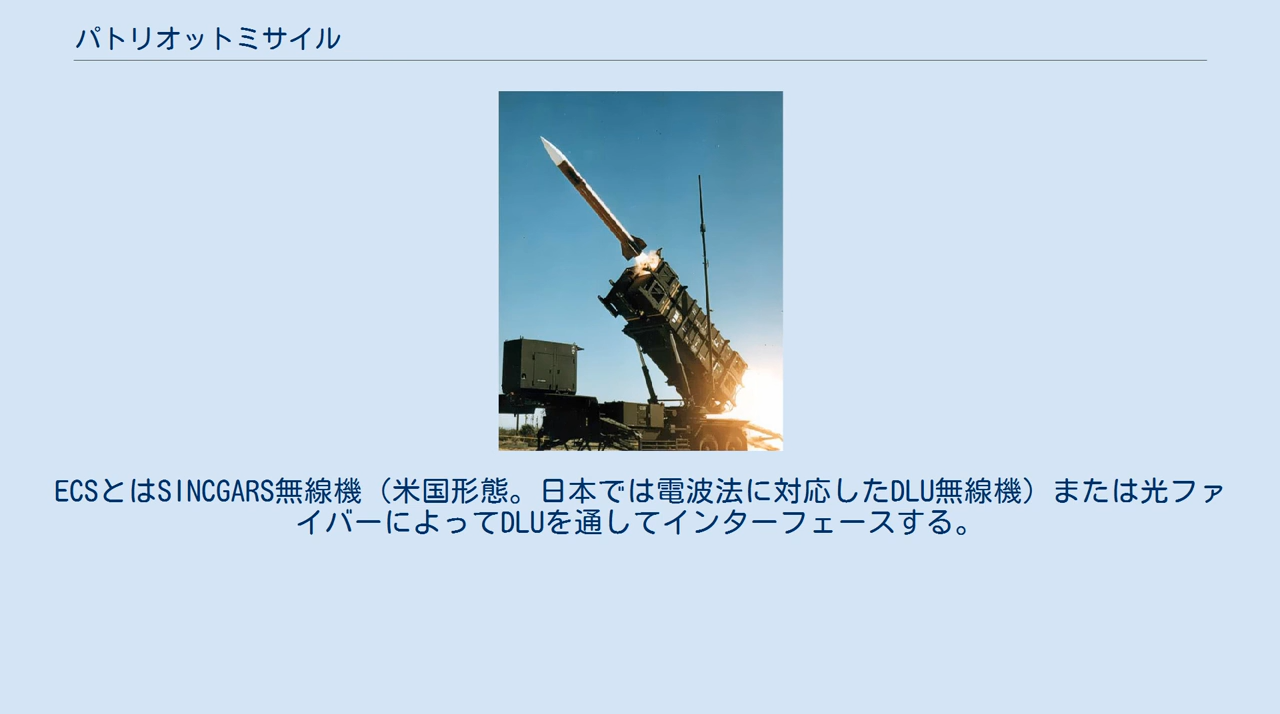 パトリオットミサイル
ECSとはSINCGARS無線機（米国形態。日本では電波法に対応したDLU無線機）または光ファ
イバーによってDLUを通してインターフェースする。